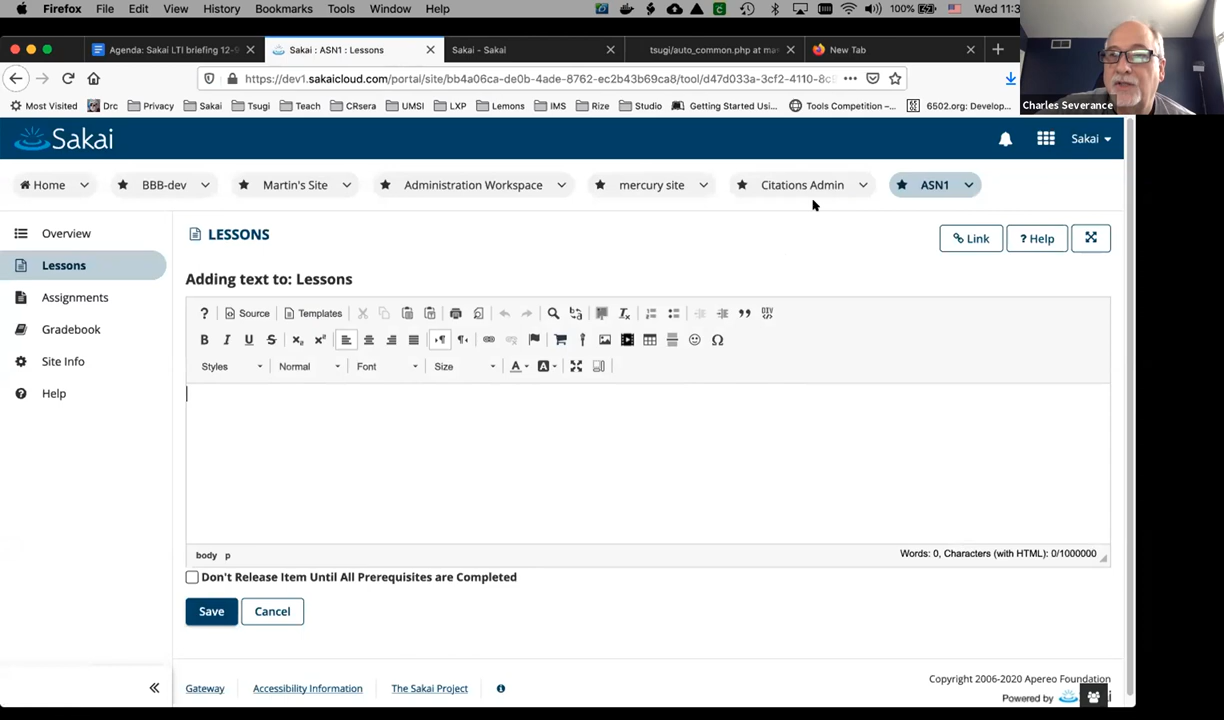 Firefox File Edit View History Bookmarks Tools Window Help 100% Wed 11:3
Agenda: Sakai LTI briefing 12-9 Sakai : ASN1 : Lessons Sakai - Sakai tsugi/auto_common.php at ma New Tab
https://dev1.sakaicloud.com/portal/site/bb4a06ca-de0b-4ade-8762-ec2b43b69ca8/tool/d47d033a-3cf2-4110-8c
Most Visited Drc Privacy Sakai Tsugi Teach CRsera UMSI LXP Lemons IMS Rize Studio Getting Started Usi... Tools Competition –... 6502.org: Develop...
Charles Severance
Sakai Sakai
Home BBB-dev Martin's Site Administration Workspace mercury site Citations Admin ASN1
Overview
Lessons
Assignments
Gradebook
Site Info
Help
LESSONS Link ? Help
Adding text to: Lessons
? Source Templates
B I U S
Styles Normal Font Size A A
body p Words: 0, Characters (with HTML): 0/1000000
Don't Release Item Until All Prerequisites are Completed
Save Cancel
Gateway Accessibility Information The Sakai Project
Copyright 2006-2020 Apereo Foundation
Powered by